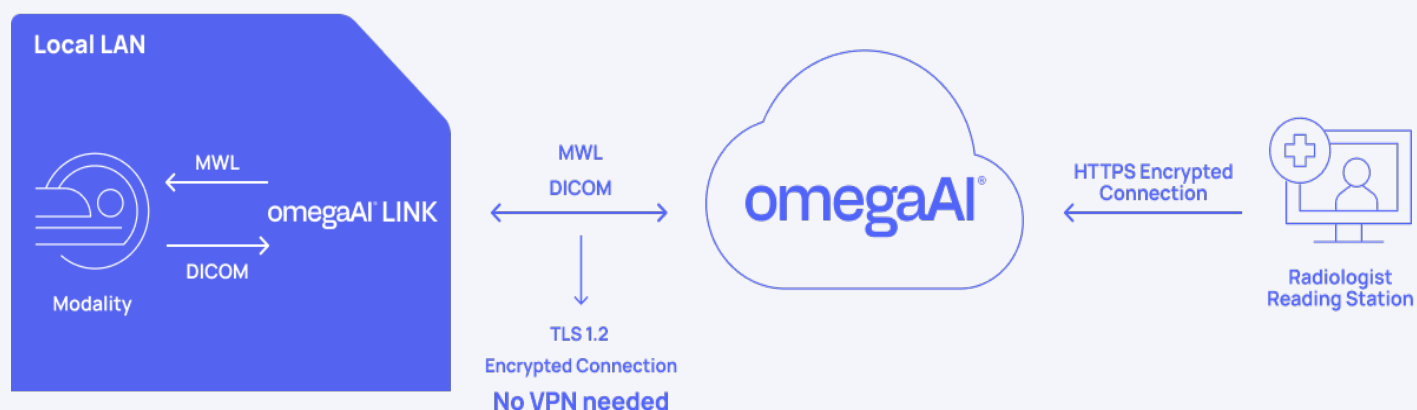 Local LAN
MWL
omegaAI® LINK
DICOM
Modality
MWL
DICOM
TLS 1.2
Encrypted Connection
No VPN needed
omegaAI®
HTTPS Encrypted
Connection
Radiologist
Reading Station